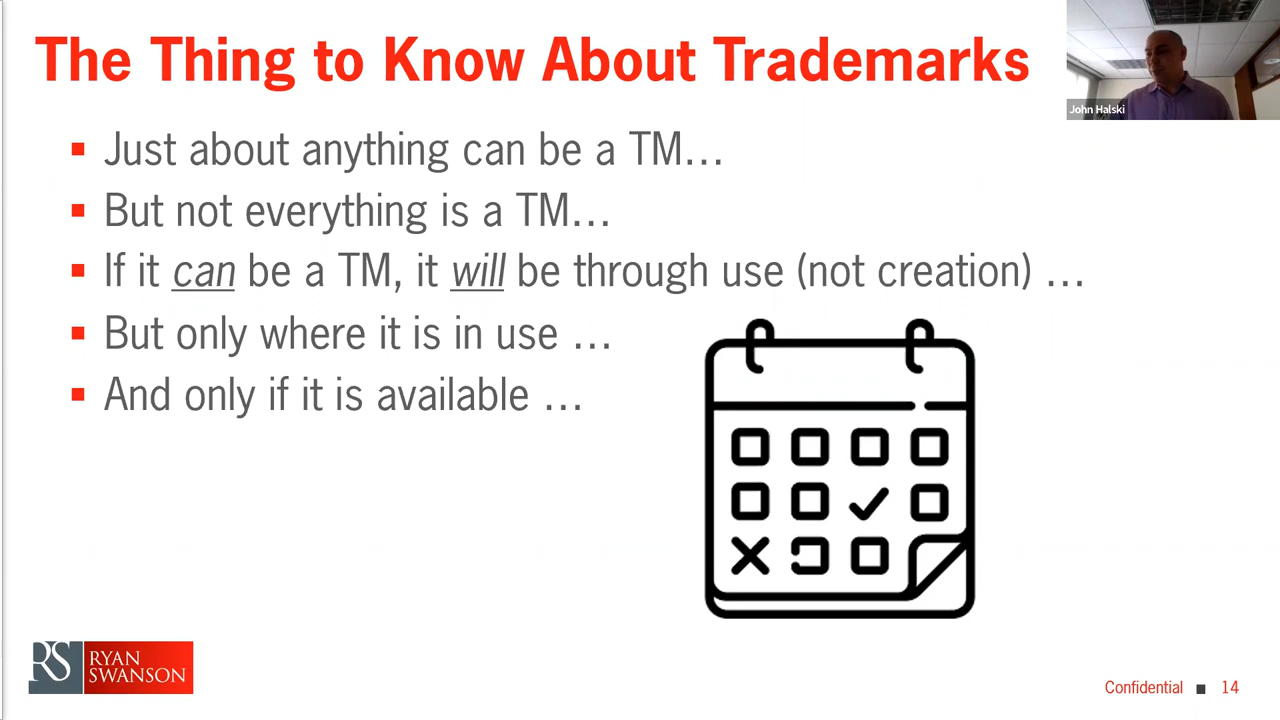 The Thing to Know About Trademarks
John Halski
Just about anything can be a TM...
But not everything is a TM...
If it can be a TM, it will be through use (not creation) ...
But only where it is in use ...
And only if it is available ...
RS
RYAN
SWANSON
Confidential ■ 14